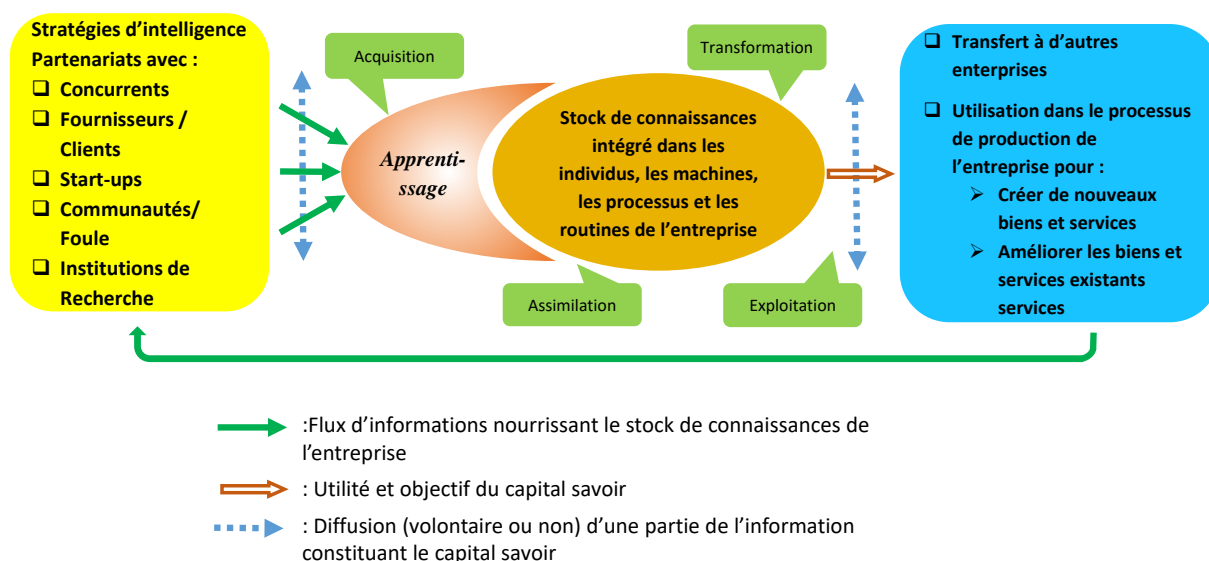 Stratégies d’intelligence
Partenariats avec :
Concurrents
Fournisseurs /
Clients
Start-ups
Communautés/
Foule
Institutions de
Recherche
Acquisition
Apprenti-
ssage
Assimilation
Stock de connaissances
intégré dans les
individus, les machines,
les processus et les
routines de l’entreprise
Transformation
Exploitation
Transfert à d’autres
enterprises
Utilisation dans le processus
de production de
l’entreprise pour :
Créer de nouveaux
biens et services
Améliorer les biens et
services existants
services
:Flux d’informations nourrissant le stock de connaissances de
l’entreprise
: Utilité et objectif du capital savoir
: Diffusion (volontaire ou non) d’une partie de l’information
constituant le capital savoir